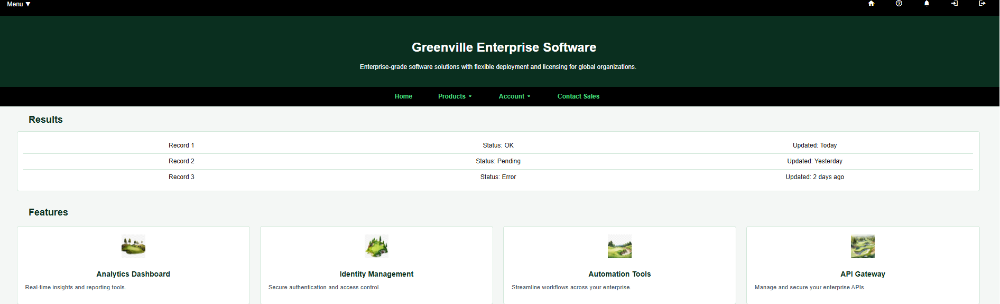 Menu ▼
Greenville Enterprise Software
Enterprise-grade software solutions with flexible deployment and licensing for global organizations.
Home Products Account Contact Sales
Results
Record 1 Status: OK Updated: Today
Record 2 Status: Pending Updated: Yesterday
Record 3 Status: Error Updated: 2 days ago
Features
Analytics Dashboard
Real-time insights and reporting tools.
Identity Management
Secure authentication and access control.
Automation Tools
Streamline workflows across your enterprise.
API Gateway
Manage and secure your enterprise APIs.